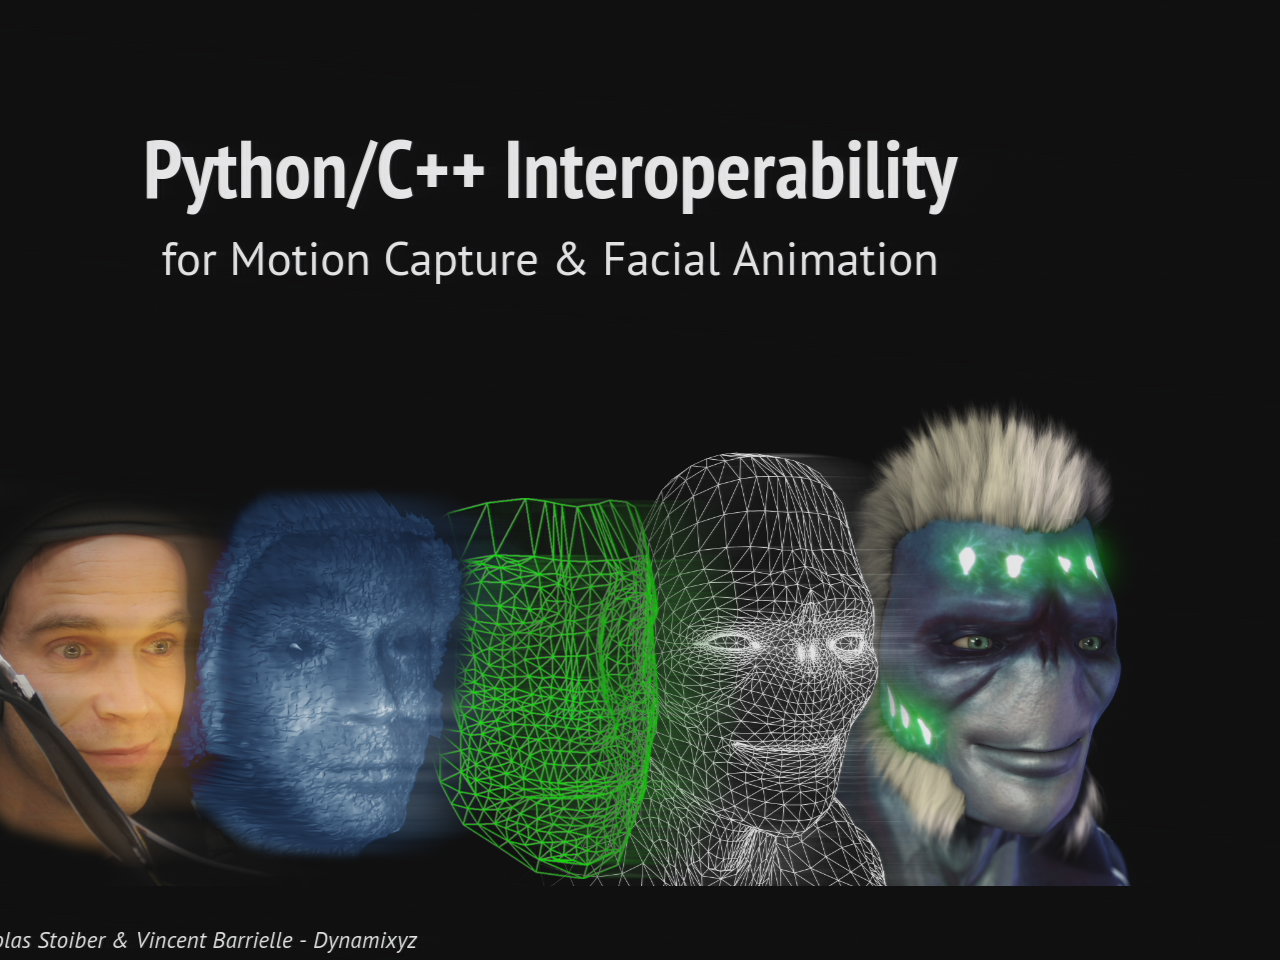 Python/C++ Interoperability
for Motion Capture & Facial Animation
Stoiber & Vincent Barrielle - Dynamixyz